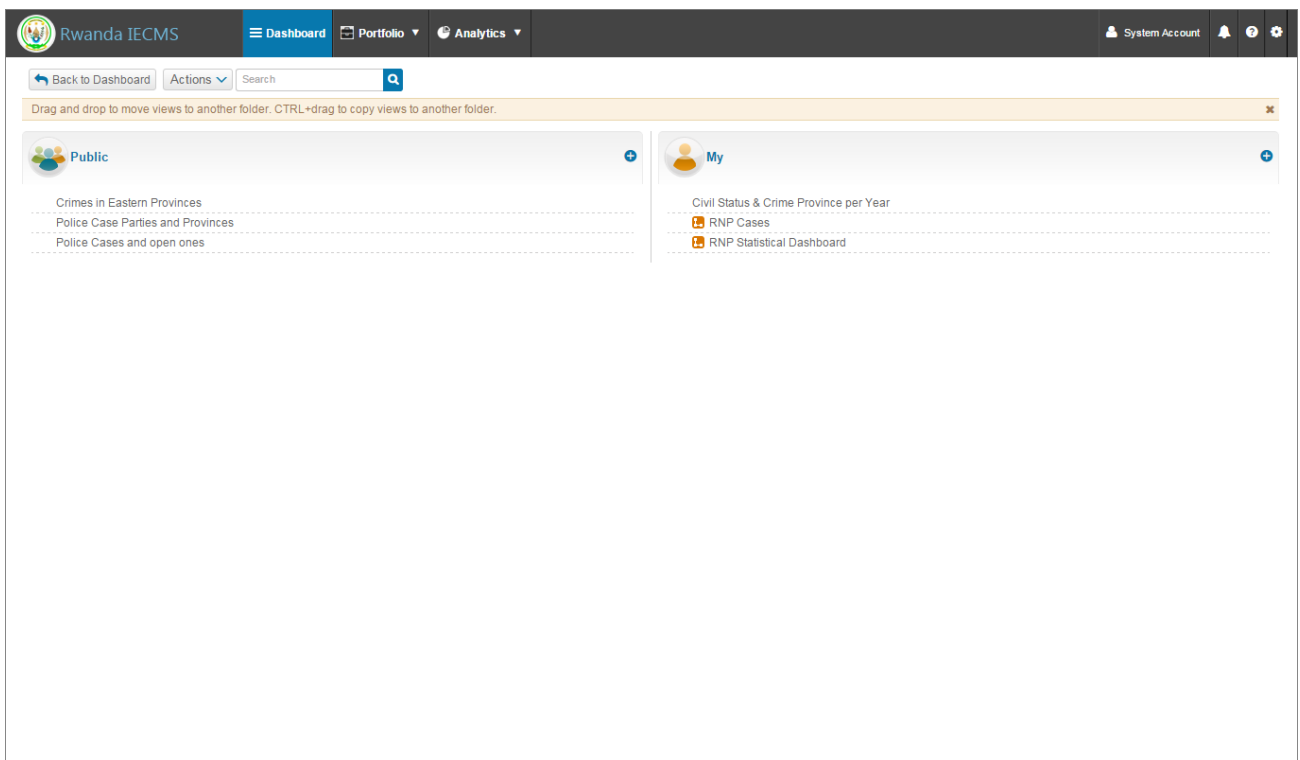 Rwanda IECMS Dashboard Portfolio Analytics System Account
Back to Dashboard Actions Search
Drag and drop to move views to another folder. CTRL+drag to copy views to another folder.
Public
Crimes in Eastern Provinces
Police Case Parties and Provinces
Police Cases and open ones
My
Civil Status & Crime Province per Year
RNP Cases
RNP Statistical Dashboard